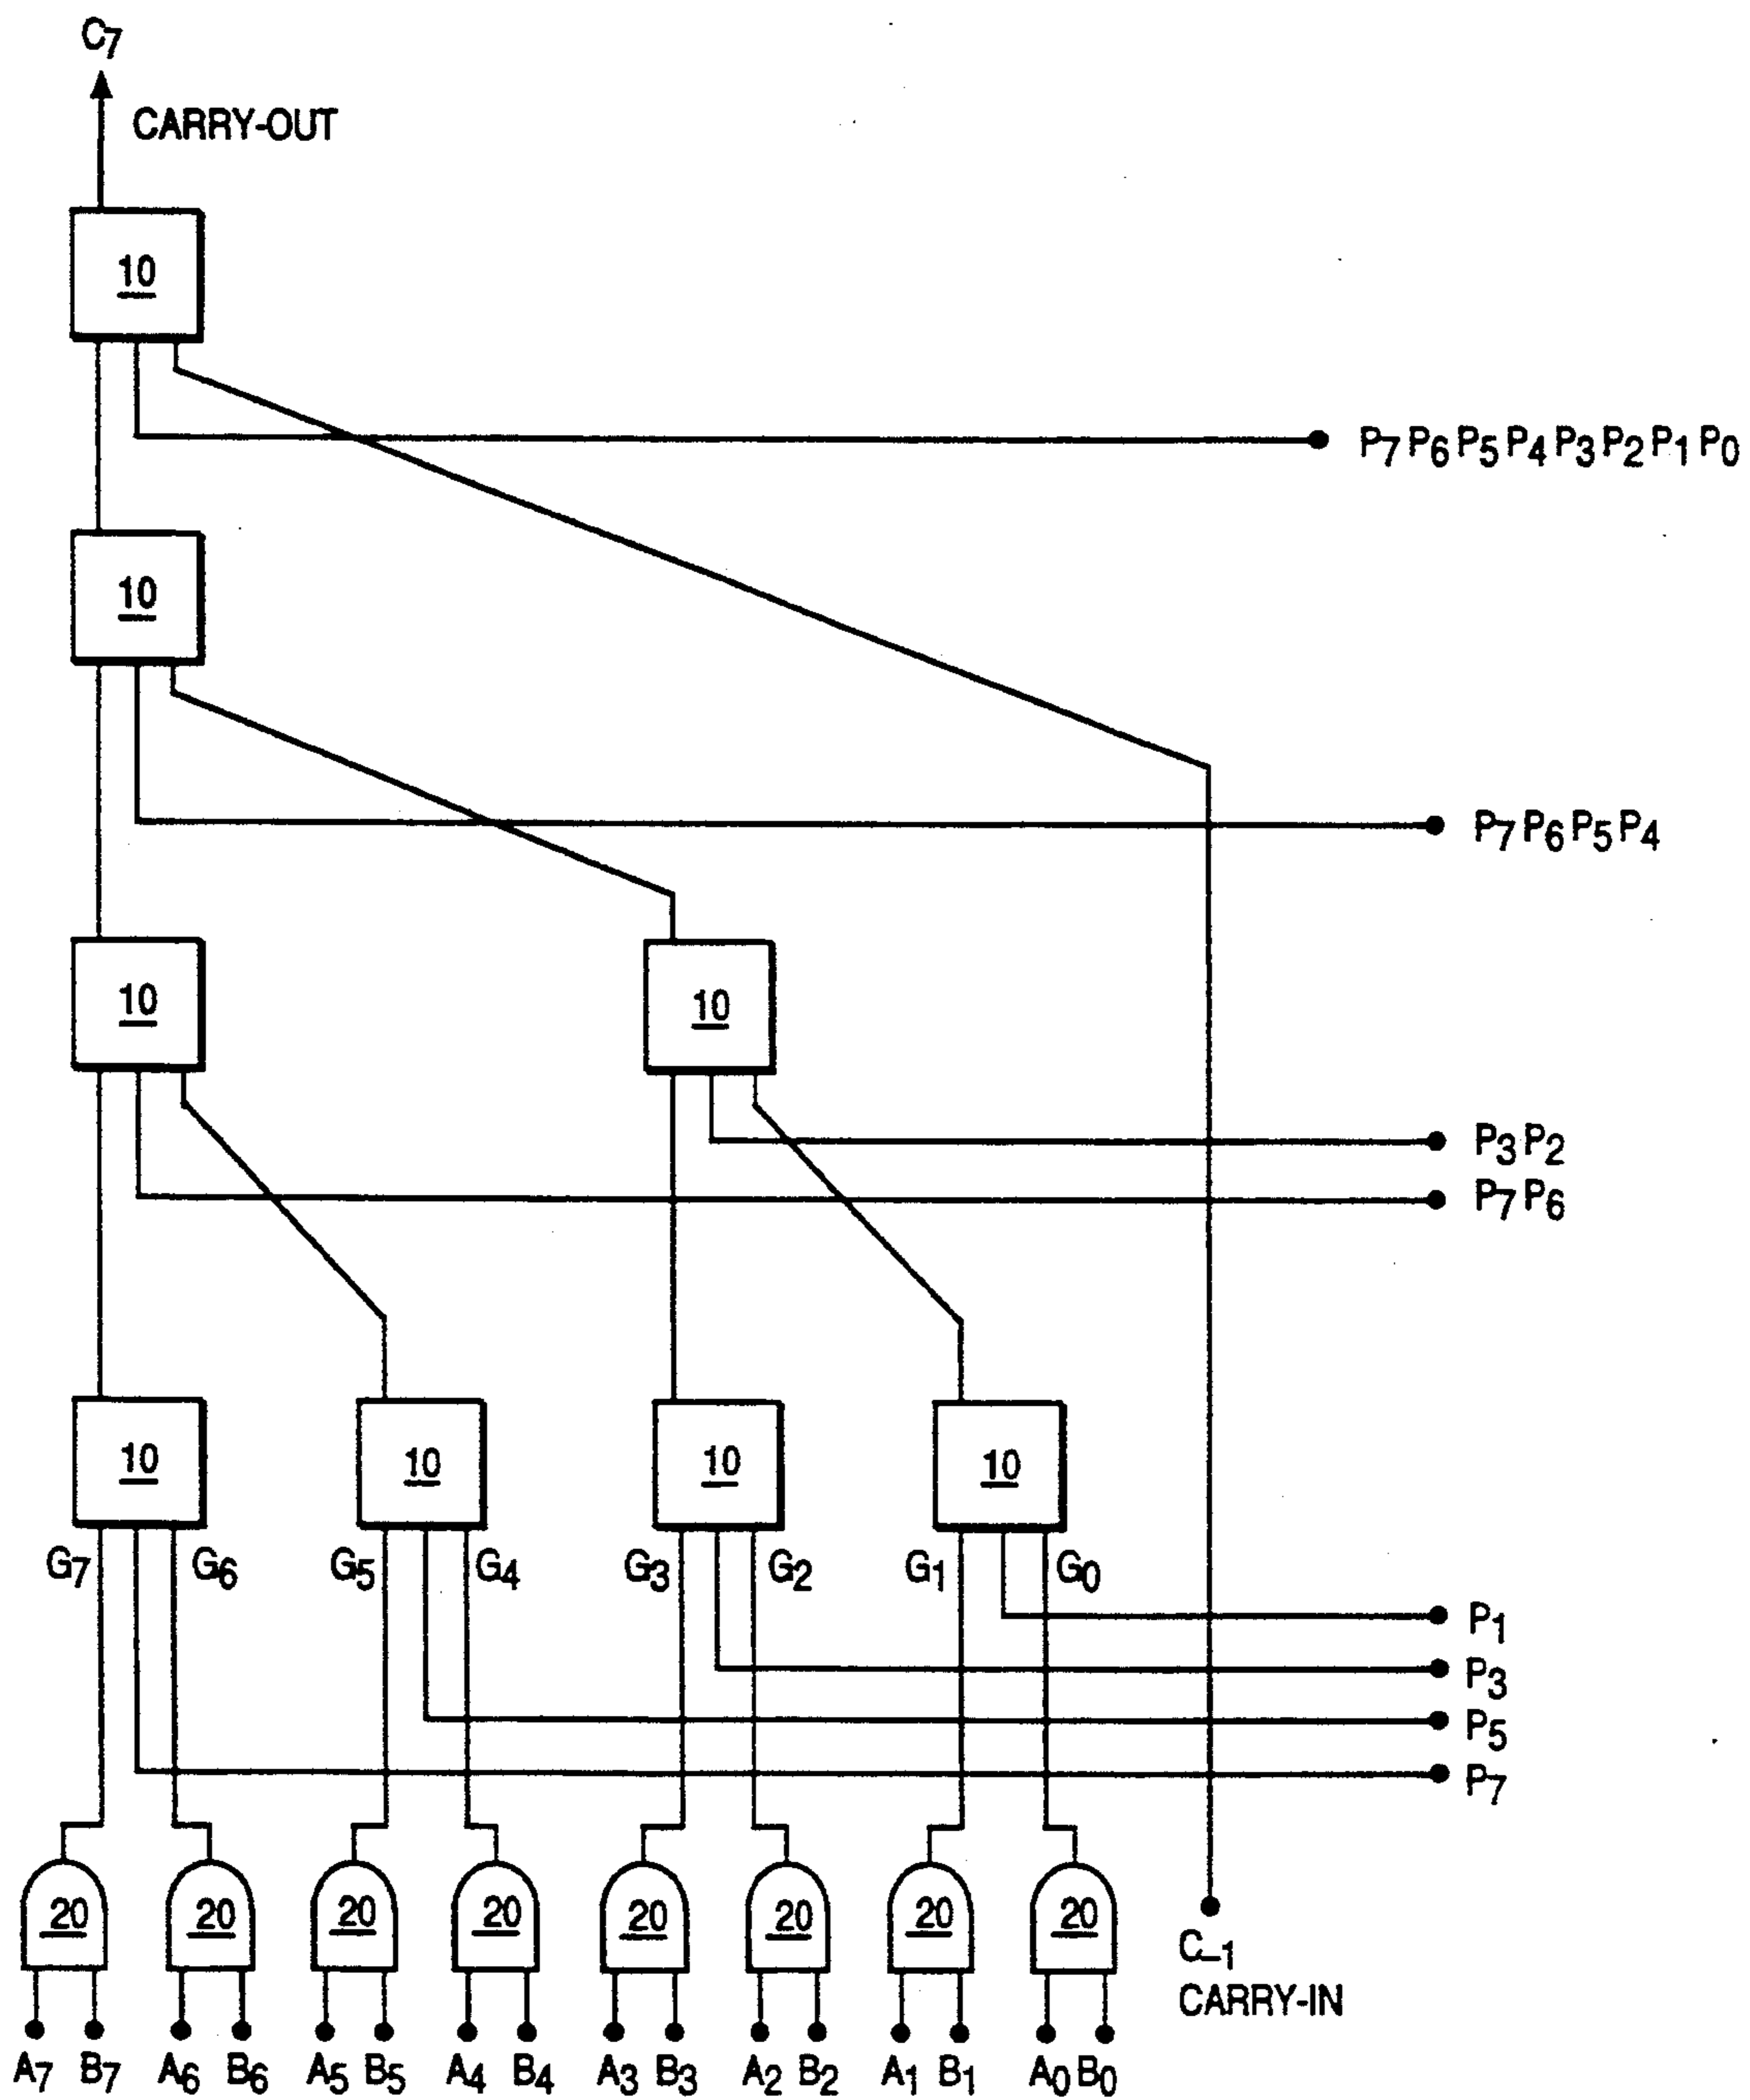 C7
CARRY-OUT
10
P7 P6 P5 P4 P3 P2 P1 P0
10
P7 P6 P5 P4
10 10
P3 P2
P7 P6
10 10 10 10
G7 G6 G5 G4 G3 G2 G1 G0
P1
P3
P5
P7
20 20 20 20 20 20 20 20
C-1
CARRY-IN
A7 B7 A6 B6 A5 B5 A4 B4 A3 B3 A2 B2 A1 B1 A0 B0